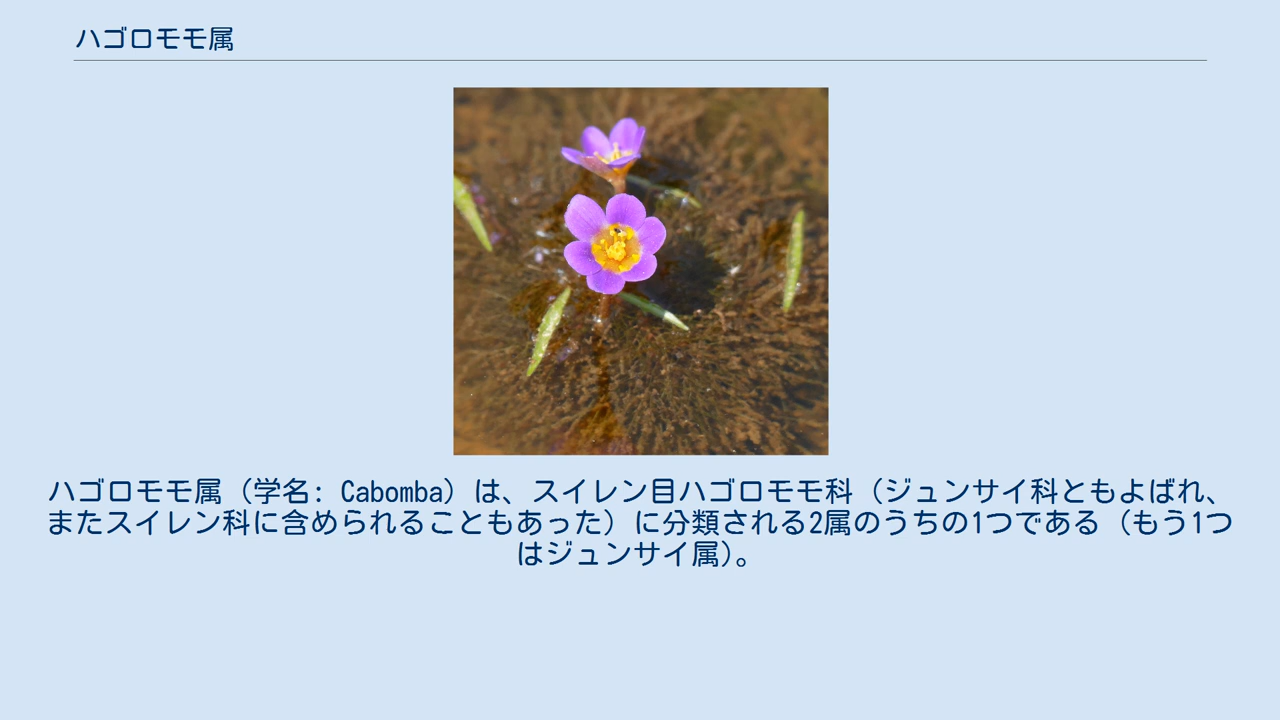 ハゴロモモ属
ハゴロモモ属（学名: Cabomba）は、スイレン目ハゴロモモ科（ジュンサイ科ともよばれ、
またスイレン科に含められることもあった）に分類される2属のうちの1つである（もう1つ
はジュンサイ属)。